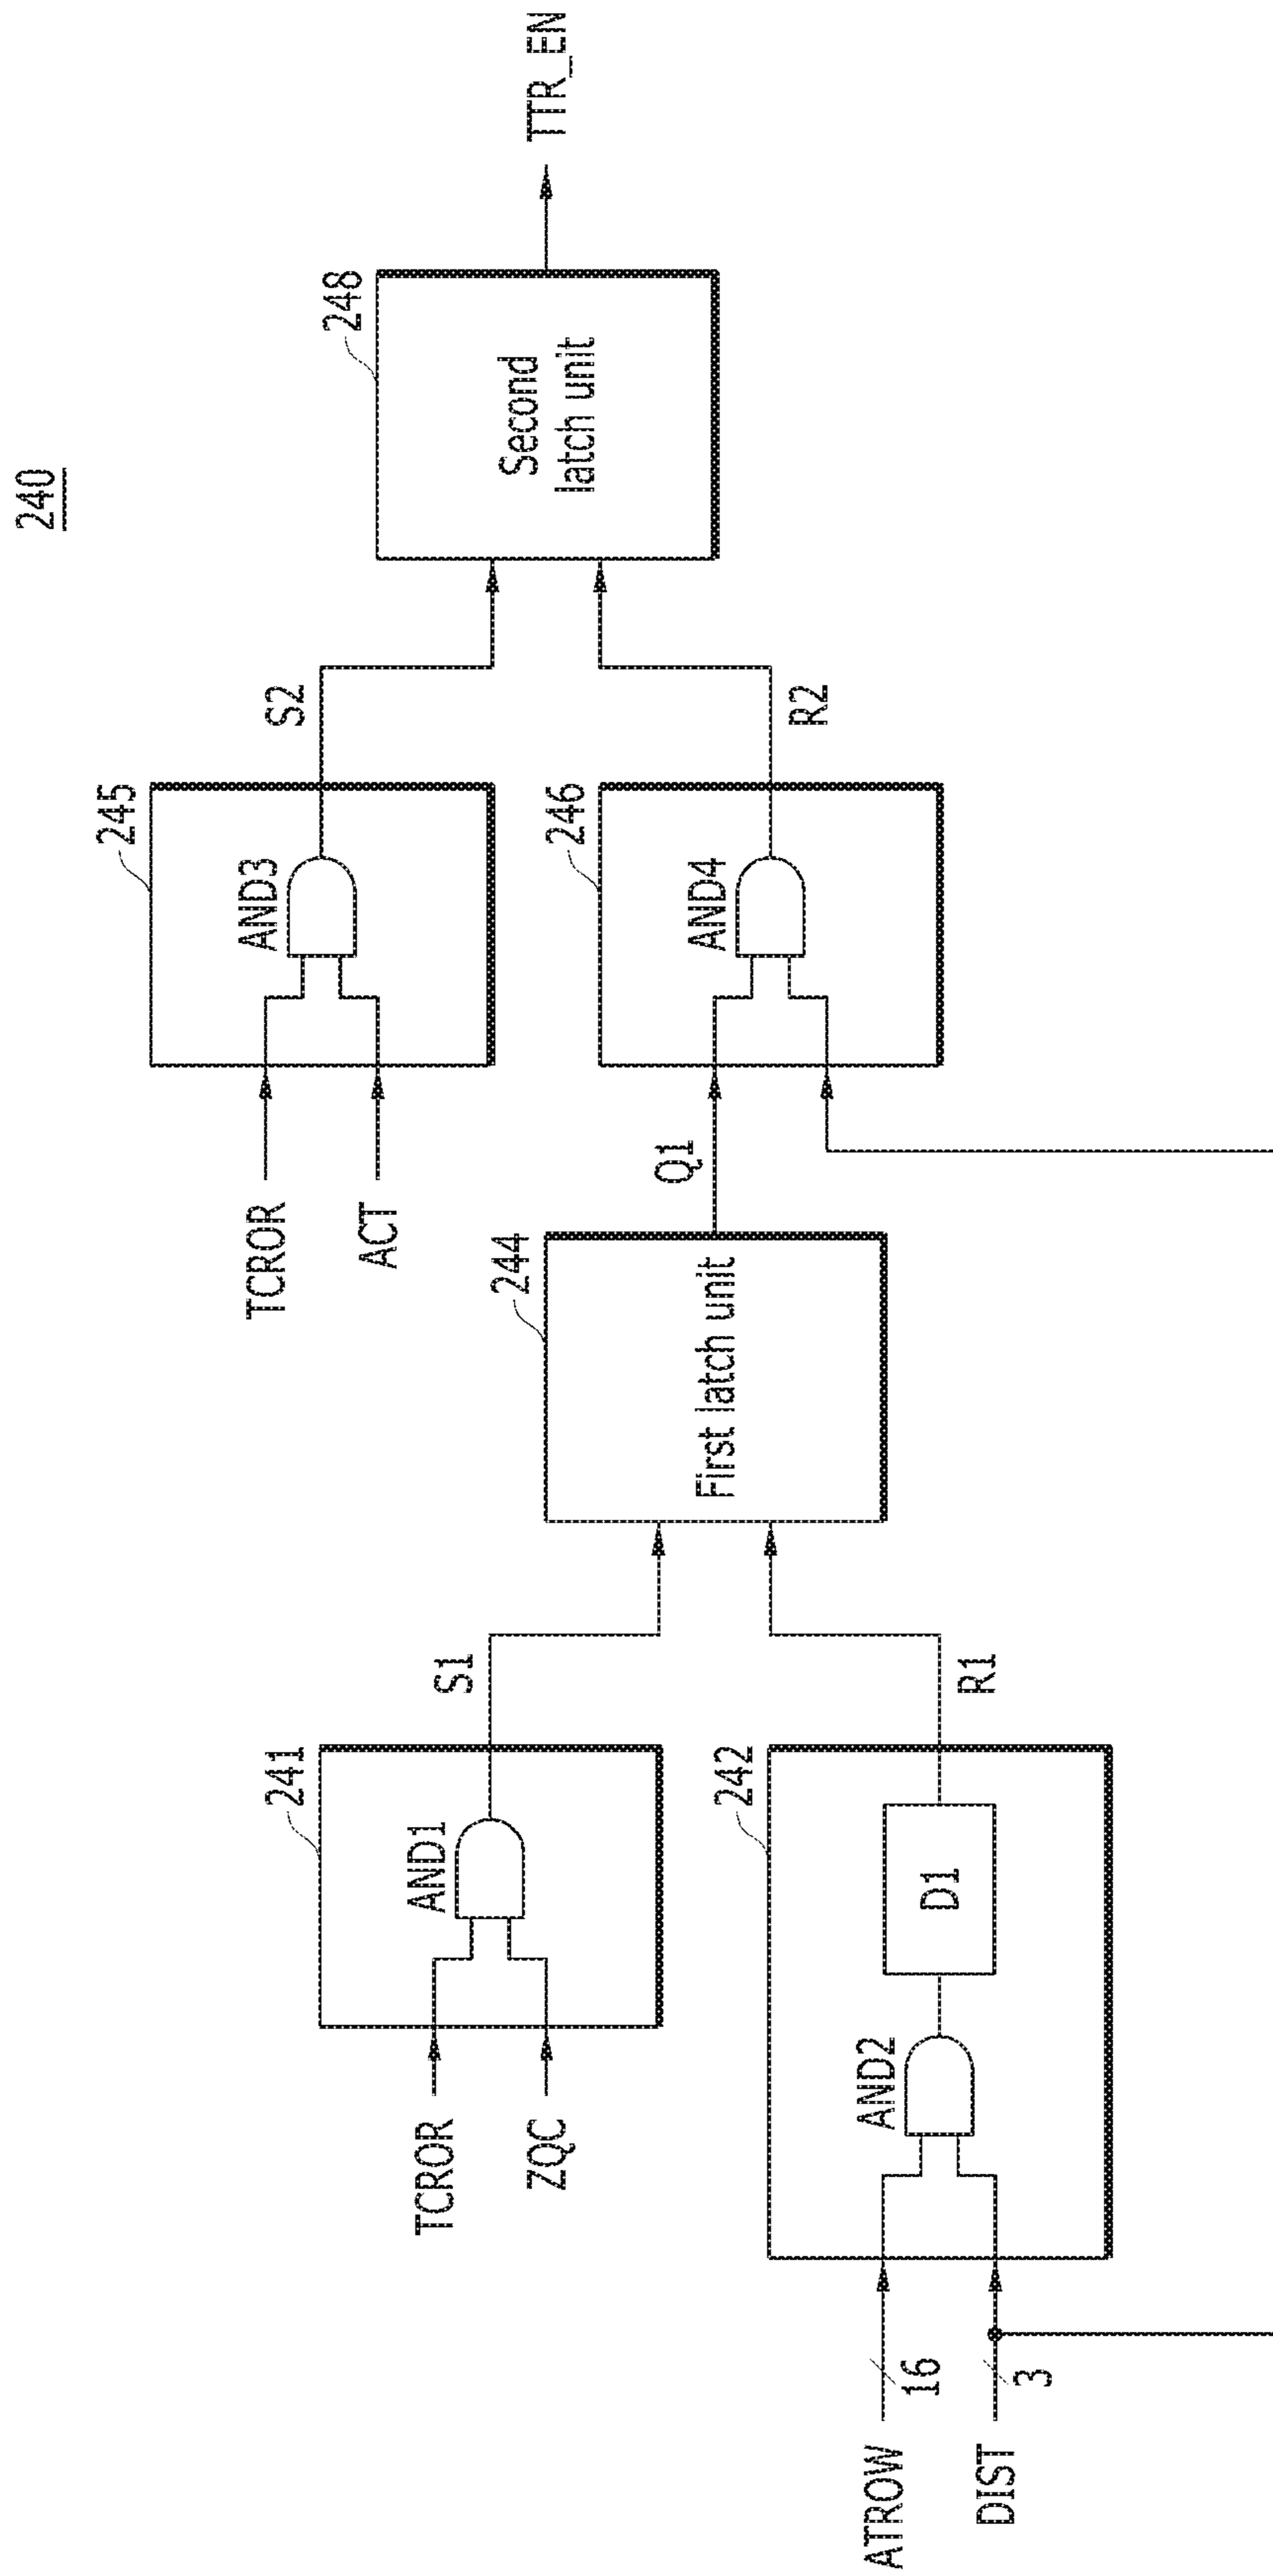 240
TCROR
ZQC
241
AND1
S1
ATROW
16
DIST
3
242
AND2
D1
R1
244
First latch unit
Q1
TCROR
ACT
245
AND3
S2
246
AND4
R2
248
Second
latch unit
TTR_EN